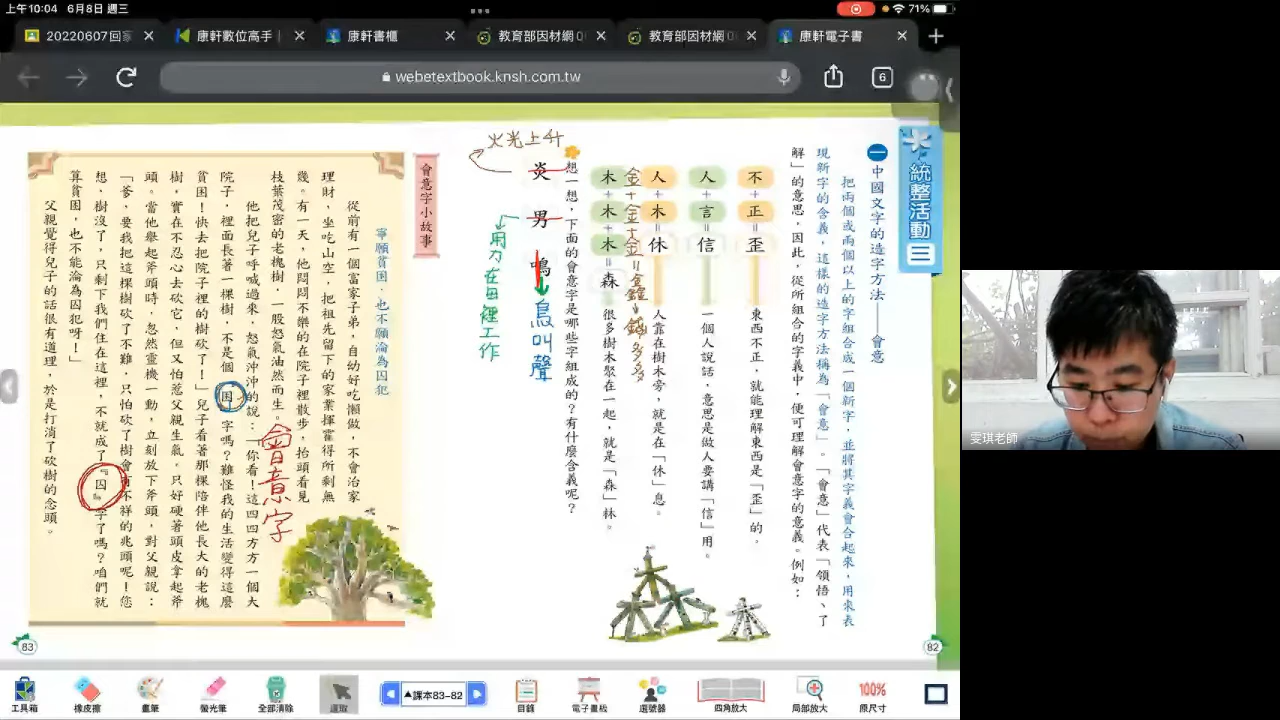 上午10:04 6月8日 週三
71%
20220607回家
康軒數位高手
康軒書櫃
教育部因材網
教育部因材網
康軒電子書
webetextbook.knsh.com.tw
6
統整活動
一
中國文字的造字方法——會意
把兩個或兩個以上的字組合成一個新字,並將其字義會合起來,用來表
現新字的含義,這樣的造字方法稱為「會意」。「會意」代表「領悟、了
解」的意思,因此,從所組合的字義中,便可理解會意字的意義。例如:
不+正=歪 東西不正,就能理解東西是「歪」的。
人+言=信 一個人說話,意思是做人要講「信」用。
人+木=休 人靠在樹木旁,就是在「休」息。
金+金+金=鑫 錢多多
木+木+木=森 很多樹木聚在一起,就是「森」林。
想一想,下面的會意字是哪些字組成的?有什麼含義呢?
炎 男 鳴
火光上升
鳥叫聲
用力在田裡工作
82
會意字小故事
寧願貧困,也不願淪為囚犯
從前有一個富家子弟,自幼好吃懶做,不會治家
理財,坐吃山空,把祖先留下的家業揮霍得所剩無
幾。有一天,他悶悶不樂的在院子裡散步,抬頭看見
枝葉茂密的老槐樹,一股怒氣油然而生。
他把兒子呼喊過來,怒氣沖沖的說:「你看!這四四方方一個大
院子,裡面長著一棵樹,不是個『困』字嗎?難怪我的生活變得這麼
貧困!快去把院子裡的樹砍了!」兒子看著那棵陪伴他長大的老槐
樹,實在不忍心去砍它,但又怕惹父親生氣,只好硬著頭皮拿起斧
頭。當他舉起斧頭時,忽然靈機一動,立刻放下斧頭,對父親說:
「爸,要我把這棵樹砍了不難,只怕砍了樹會有不祥的兆頭呢!您
想,樹沒了,只剩下我們住在這裡,不就成了『囚』字了嗎?咱們就
算貧困,也不能淪為囚犯呀!」
父親覺得兒子的話很有道理,於是打消了砍樹的念頭。
會意字
83
工具箱
橡皮擦
畫筆
螢光筆
全部清除
選取
▲課本83-82
目錄
電子畫板
選號器
四角放大
局部放大
100%
原尺寸
雯琪老師